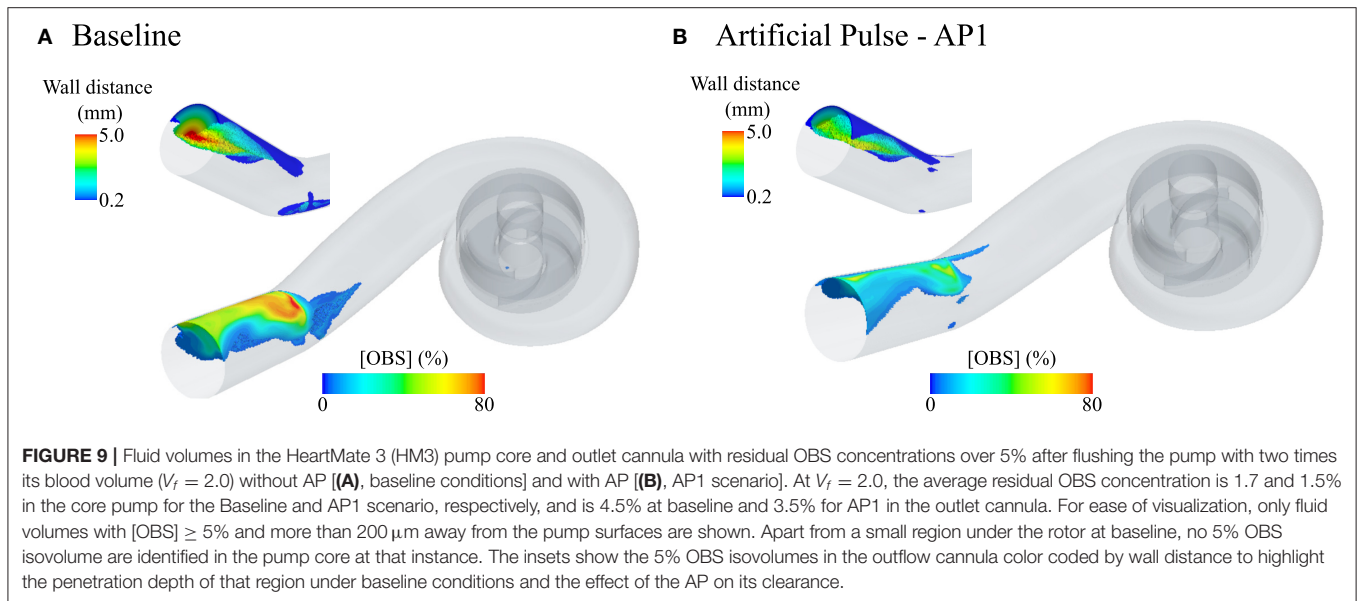 A Baseline
Wall distance
(mm)
5.0
0.2
[OBS] (%)
0
80
B Artificial Pulse - AP1
Wall distance
(mm)
5.0
0.2
[OBS] (%)
0
80
FIGURE 9 | Fluid volumes in the HeartMate 3 (HM3) pump core and outlet cannula with residual OBS concentrations over 5% after flushing the pump with two times
its blood volume (Vf = 2.0) without AP [(A), baseline conditions] and with AP [(B), AP1 scenario]. At Vf = 2.0, the average residual OBS concentration is 1.7 and 1.5%
in the core pump for the Baseline and AP1 scenario, respectively, and is 4.5% at baseline and 3.5% for AP1 in the outlet cannula. For ease of visualization, only fluid
volumes with [OBS] ≥ 5% and more than 200 μm away from the pump surfaces are shown. Apart from a small region under the rotor at baseline, no 5% OBS
isovolume are identified in the pump core at that instance. The insets show the 5% OBS isovolumes in the outflow cannula color coded by wall distance to highlight
the penetration depth of that region under baseline conditions and the effect of the AP on its clearance.